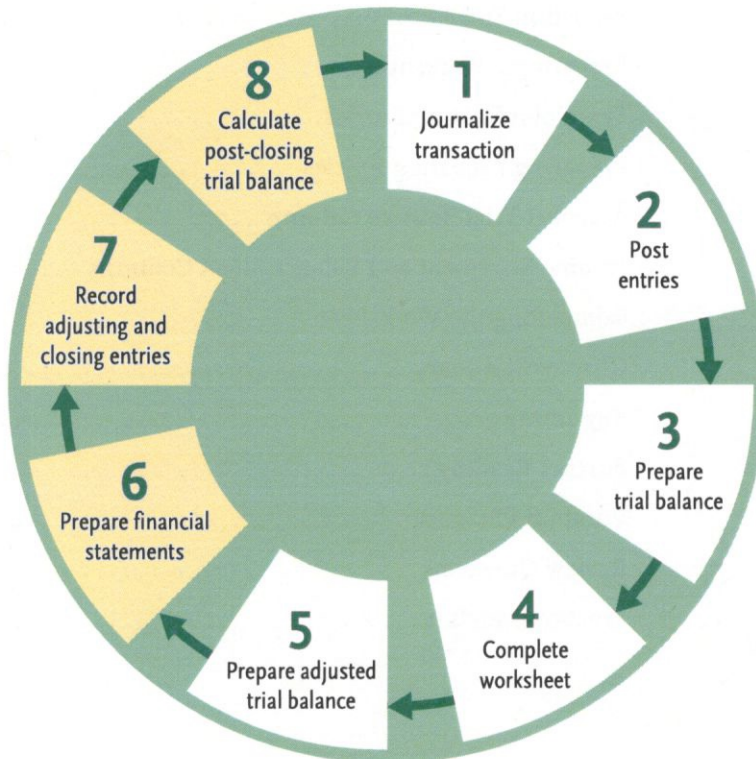 1
Journalize
transaction
2
Post
entries
3
Prepare
trial balance
4
Complete
worksheet
5
Prepare adjusted
trial balance
6
Prepare financial
statements
7
Record
adjusting and
closing entries
8
Calculate
post-closing
trial balance